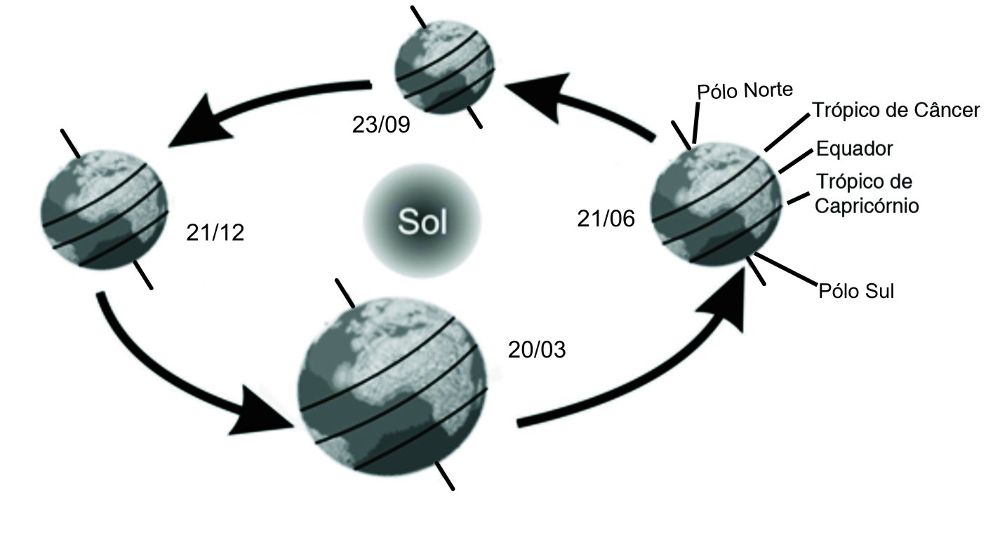 Pólo Norte
Trópico de Câncer
23/09
Equador
Trópico de
Capricórnio
21/12
Sol
21/06
Pólo Sul
20/03